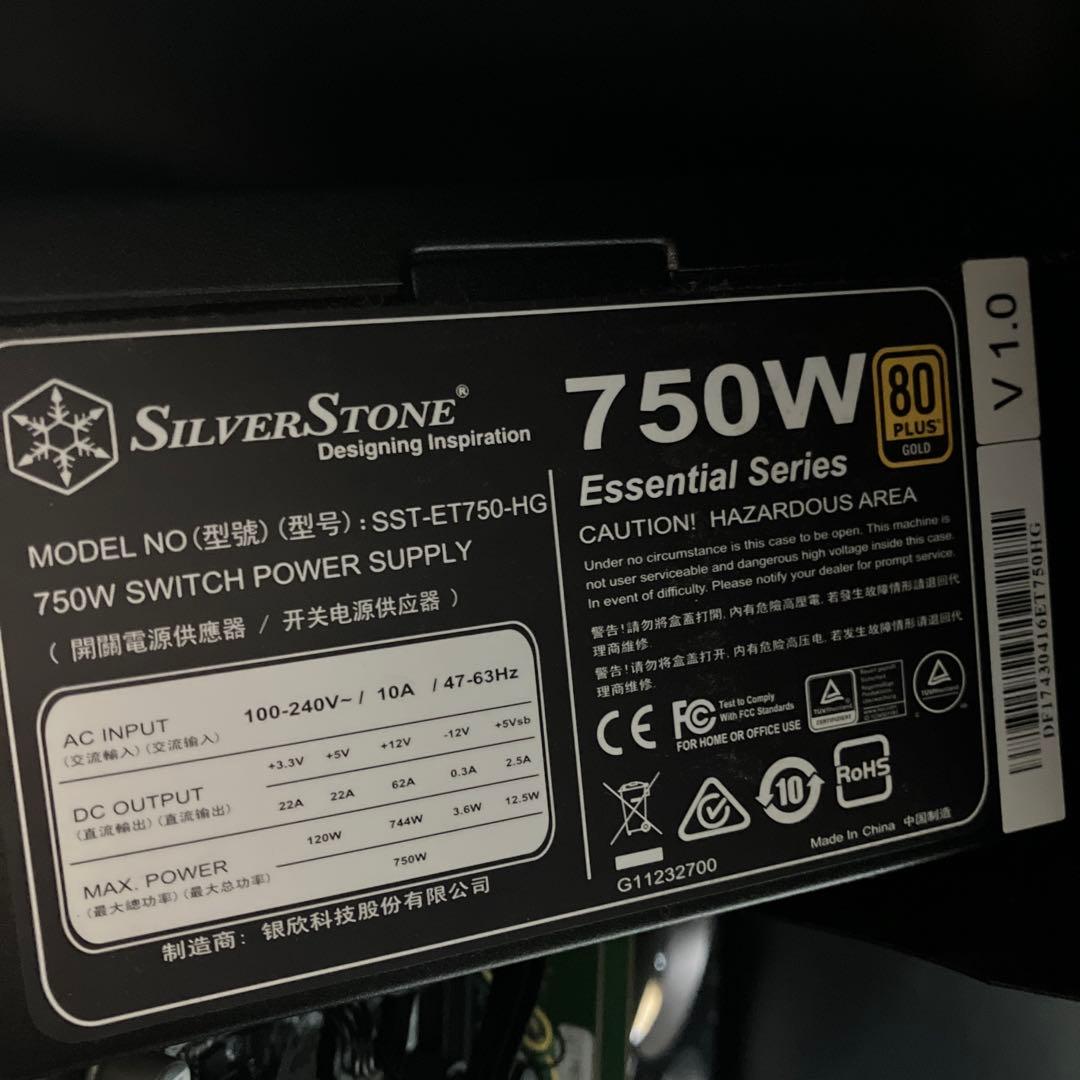 SILVERSTONE®
Designing Inspiration
MODEL NO(型號)(型号):SST-ET750-HG
750W SWITCH POWER SUPPLY
( 開關電源供應器 / 开关电源供应器 )
AC INPUT
(交流輸入)(交流输入)
100-240V~ / 10A / 47-63Hz
DC OUTPUT
(直流輸出)(直流输出)
+3.3V +5V +12V -12V +5Vsb
22A 22A 62A 0.3A 2.5A
MAX. POWER
(最大總功率)(最大总功率)
120W 744W 3.6W 12.5W
750W
制造商: 银欣科技股份有限公司
750W
80
PLUS
GOLD
Essential Series
CAUTION! HAZARDOUS AREA
Under no circumstance is this case to be open. This machine is
not user serviceable and dangerous high voltage inside this case.
In event of difficulty. Please notify your dealer for prompt service.
警告!請勿將盒蓋打開, 內有危險高壓電, 若發生故障情形請退回代
理商維修.
警告!请勿将盒盖打开, 内有危险高压电, 若发生故障情形请退回代
理商维修.
CE
FC
Test to Comply
With FCC Standards
FOR HOME OR OFFICE USE
10
RoHS
G11232700
Made In China 中国制造
V 1.0
DF17430416ET750HG